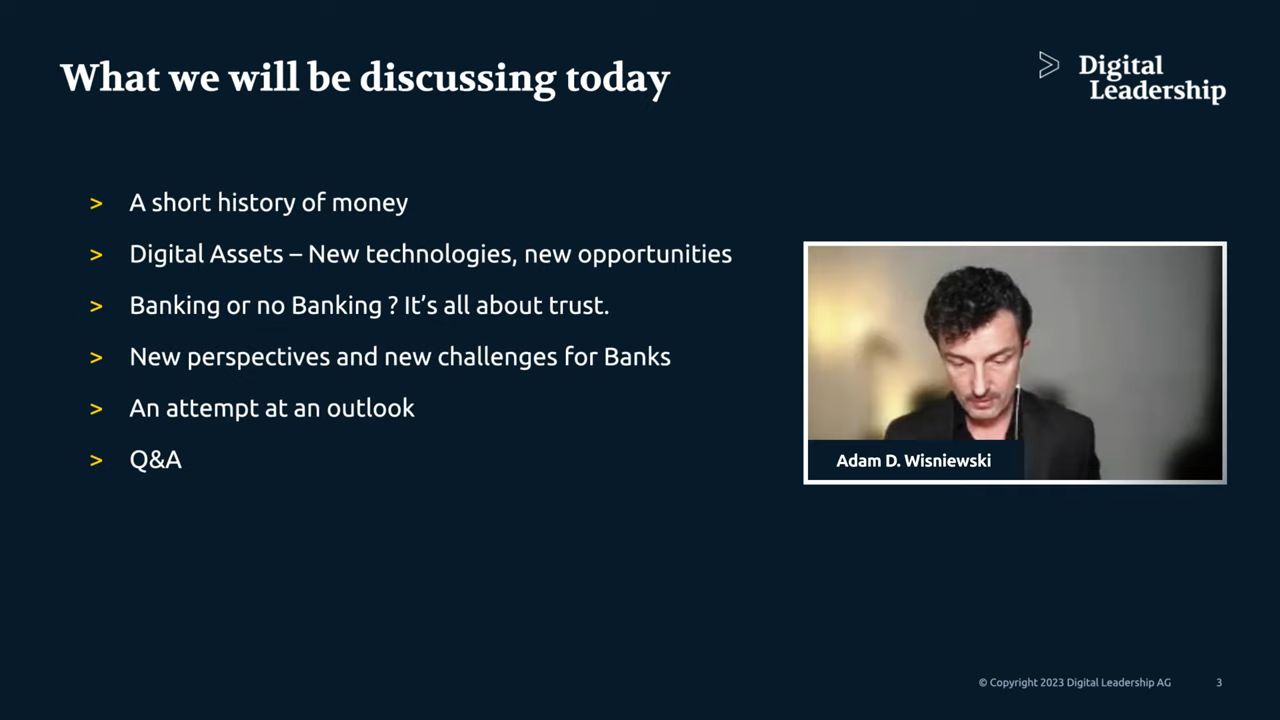 What we will be discussing today
Digital
Leadership
> A short history of money
> Digital Assets – New technologies, new opportunities
> Banking or no Banking ? It’s all about trust.
> New perspectives and new challenges for Banks
> An attempt at an outlook
> Q&A
Adam D. Wisniewski
© Copyright 2023 Digital Leadership AG 3